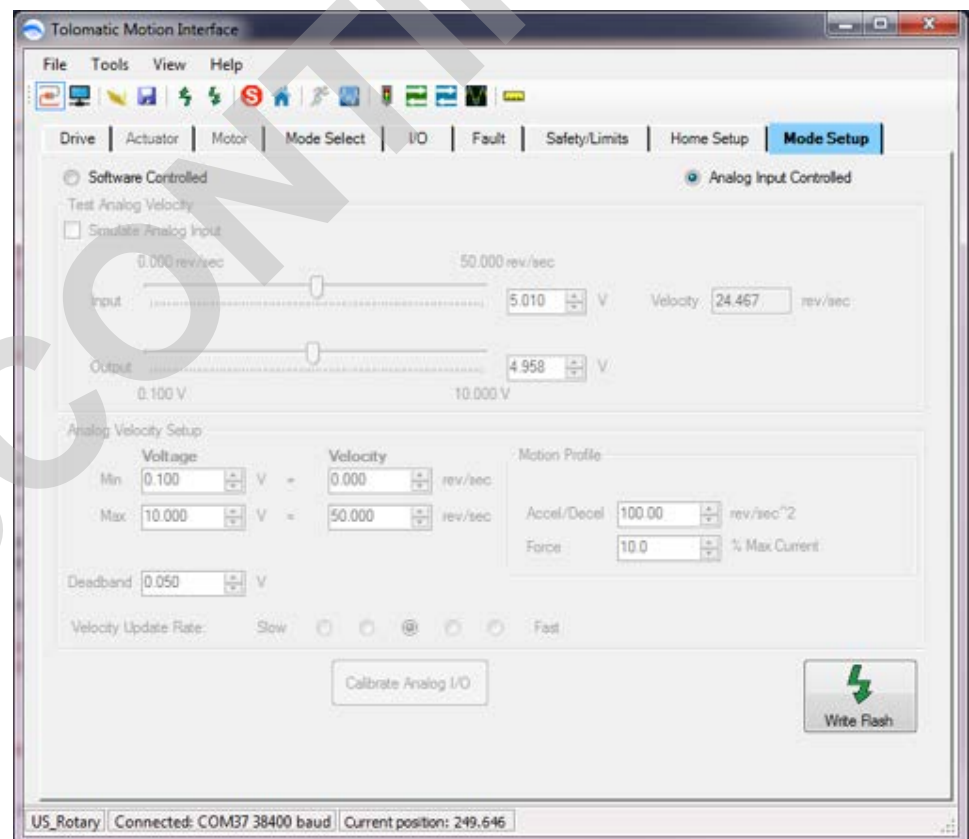 Tolomatic Motion Interface
File Tools View Help
Drive Actuator Motor Mode Select I/O Fault Safety/Limits Home Setup Mode Setup
Software Controlled Analog Input Controlled
Test Analog Velocity
Simulate Analog Input
0.000 rev/sec 50.000 rev/sec
Input 5.010 V Velocity 24.467 rev/sec
Output 4.958 V
0.100 V 10.000 V
Analog Velocity Setup
Voltage Velocity Motion Profile
Min 0.100 V = 0.000 rev/sec
Max 10.000 V = 50.000 rev/sec Accel/Decel 100.00 rev/sec^2
Force 10.0 % Max Current
Deadband 0.050 V
Velocity Update Rate: Slow Fast
Calibrate Analog I/O
Write Flash
US_Rotary Connected: COM37 38400 baud Current position: 249.646
CONTI